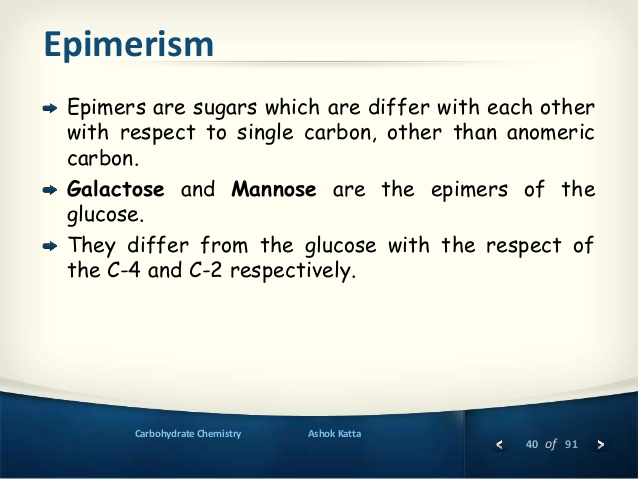 Epimerism
Epimers are sugars which are differ with each other
with respect to single carbon, other than anomeric
carbon.
Galactose and Mannose are the epimers of the
glucose.
They differ from the glucose with the respect of
the C-4 and C-2 respectively.
Carbohydrate Chemistry Ashok Katta
< 40 of 91 >